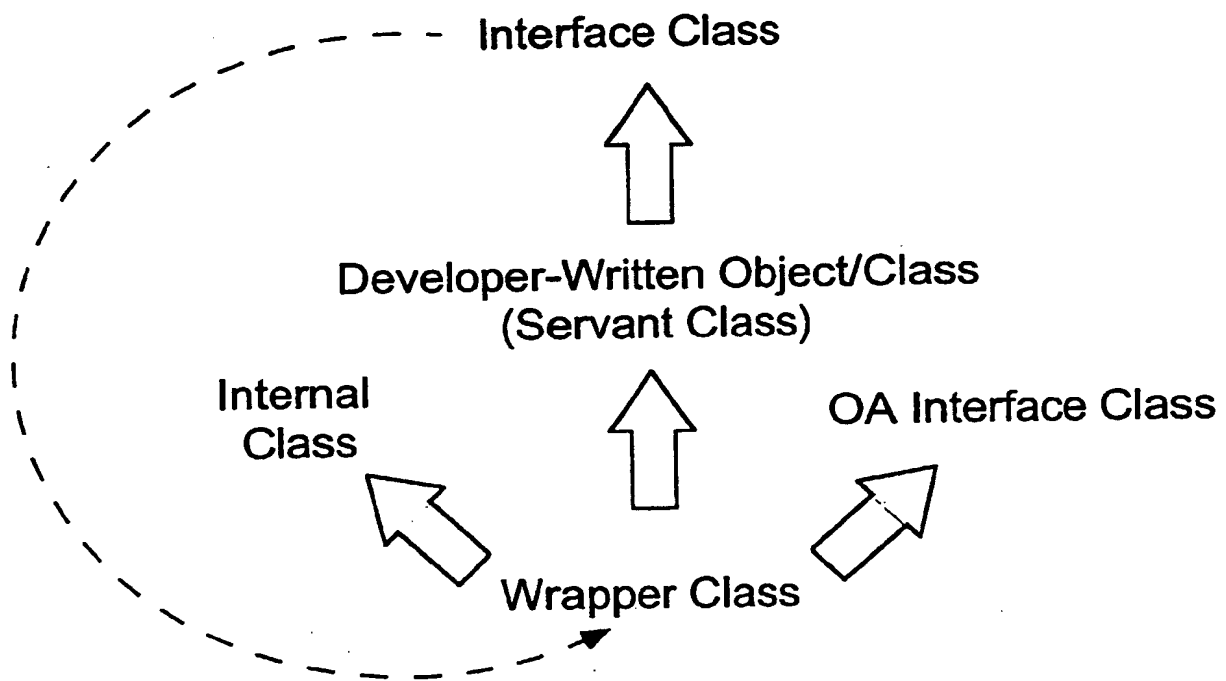 Interface Class
Developer-Written Object/Class
(Servant Class)
Internal
Class
OA Interface Class
Wrapper Class